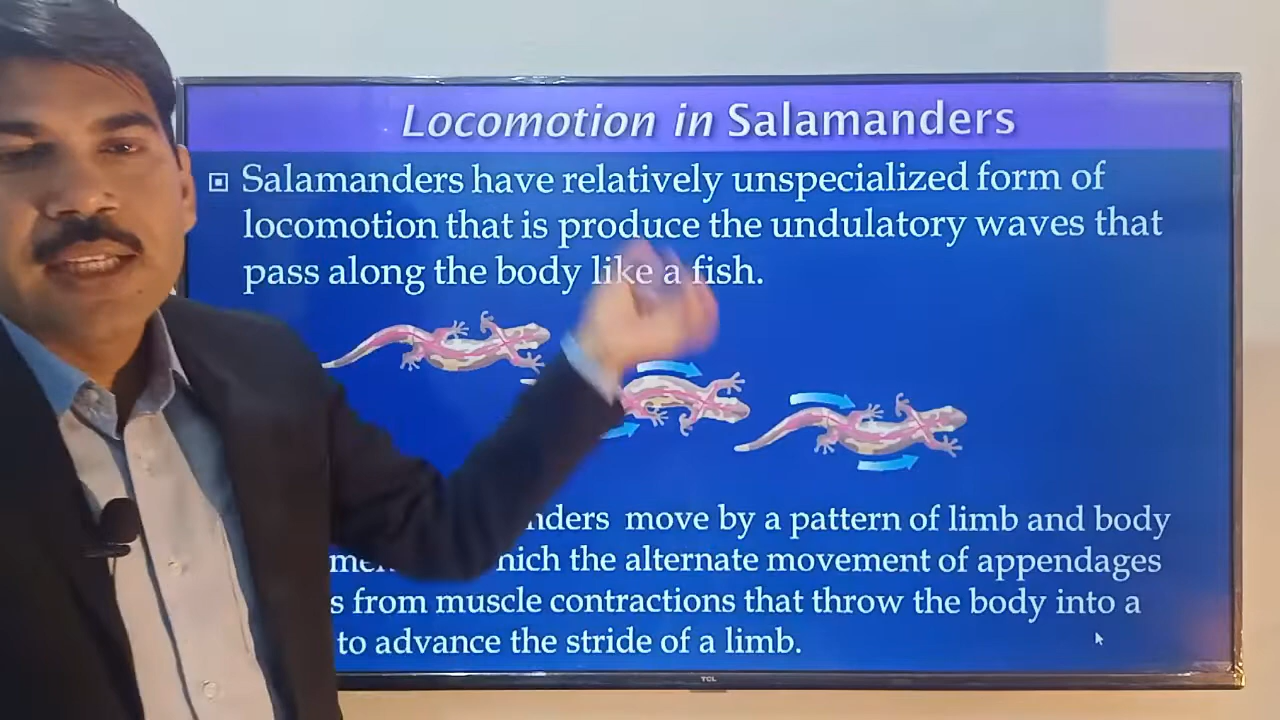 Locomotion in Salamanders
Salamanders have relatively unspecialized form of
locomotion that is produce the undulatory waves that
pass along the body like a fish.
move by a pattern of limb and body
the alternate movement of appendages
from muscle contractions that throw the body into a
to advance the stride of a limb.
TCL